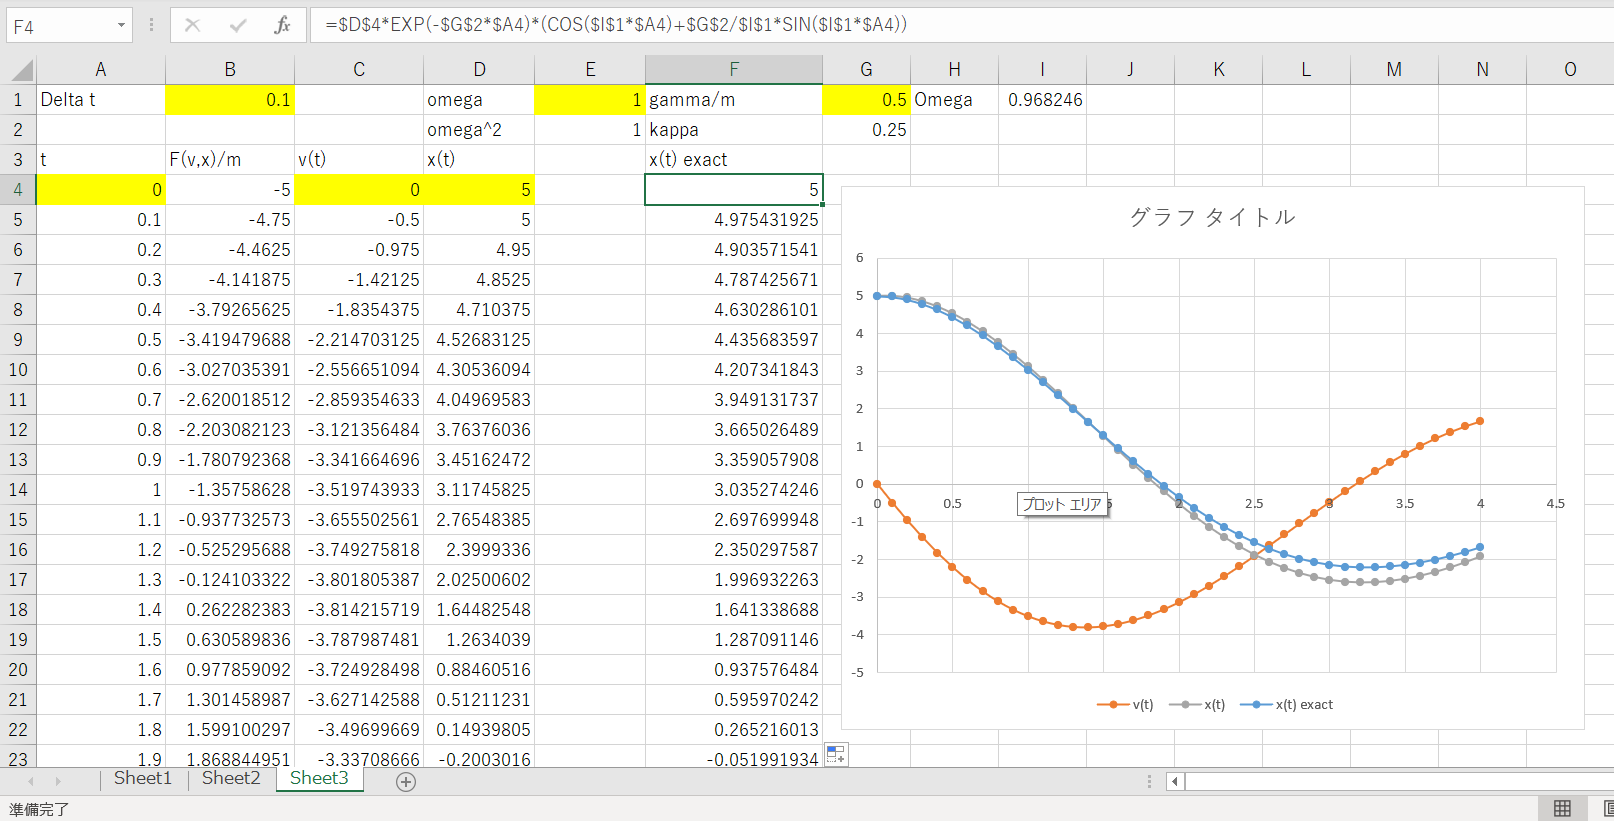 F4 fx =$D$4*EXP(-$G$2*$A4)*(COS($I$1*$A4)+$G$2/$I$1*SIN($I$1*$A4))
A B C D E F G H I J K L M N O
1 Delta t 0.1 omega 1 gamma/m 0.5 Omega 0.968246
2 omega^2 1 kappa 0.25
3 t F(v,x)/m v(t) x(t) x(t) exact
4 0 -5 0 5 5
5 0.1 -4.75 -0.5 5 4.975431925
6 0.2 -4.4625 -0.975 4.95 4.903571541
7 0.3 -4.141875 -1.42125 4.8525 4.787425671
8 0.4 -3.79265625 -1.8354375 4.710375 4.630286101
9 0.5 -3.419479688 -2.214703125 4.52683125 4.435683597
10 0.6 -3.027035391 -2.556651094 4.30536094 4.207341843
11 0.7 -2.620018512 -2.859354633 4.04969583 3.949131737
12 0.8 -2.203082123 -3.121356484 3.76376036 3.665026489
13 0.9 -1.780792368 -3.341664696 3.45162472 3.359057908
14 1 -1.35758628 -3.519743933 3.11745825 3.035274246
15 1.1 -0.937732573 -3.655502561 2.76548385 2.697699948
16 1.2 -0.525295688 -3.749275818 2.3999336 2.350297587
17 1.3 -0.124103322 -3.801805387 2.02500602 1.996932263
18 1.4 0.262282383 -3.814215719 1.64482548 1.641338688
19 1.5 0.630589836 -3.787987481 1.2634039 1.287091146
20 1.6 0.977859092 -3.724928498 0.88460516 0.937576484
21 1.7 1.301458987 -3.627142588 0.51211231 0.595970242
22 1.8 1.599100297 -3.49699669 0.14939805 0.265216013
23 1.9 1.868844951 -3.33708666 -0.2003016 -0.051991934
グラフ タイトル
6
5
4
3
2
1
0
-1
-2
-3
-4
-5
0 0.5 5 2 2.5 3 3.5 4 4.5
プロット エリア
v(t) x(t) x(t) exact
Sheet1 Sheet2 Sheet3
準備完了